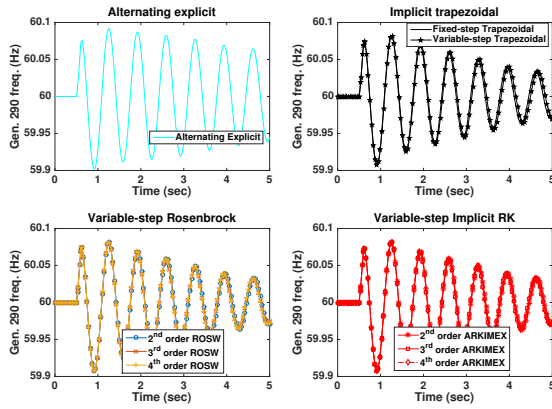 Alternating explicit
Gen. 290 freq. (Hz)
60.1
60.05
60
59.95
59.9
Alternating Explicit
0 1 2 3 4 5
Time (sec)
Implicit trapezoidal
Gen. 290 freq. (Hz)
60.1
60.05
60
59.95
59.9
Fixed-step Trapezoidal
Variable-step Trapezoidal
0 1 2 3 4 5
Time (sec)
Variable-step Rosenbrock
Gen. 290 freq. (Hz)
60.1
60.05
60
59.95
59.9
2nd order ROSW
3rd order ROSW
4th order ROSW
0 1 2 3 4 5
Time (sec)
Variable-step Implicit RK
Gen. 290 freq. (Hz)
60.1
60.05
60
59.95
59.9
2nd order ARKIMEX
3rd order ARKIMEX
4th order ARKIMEX
0 1 2 3 4 5
Time (sec)